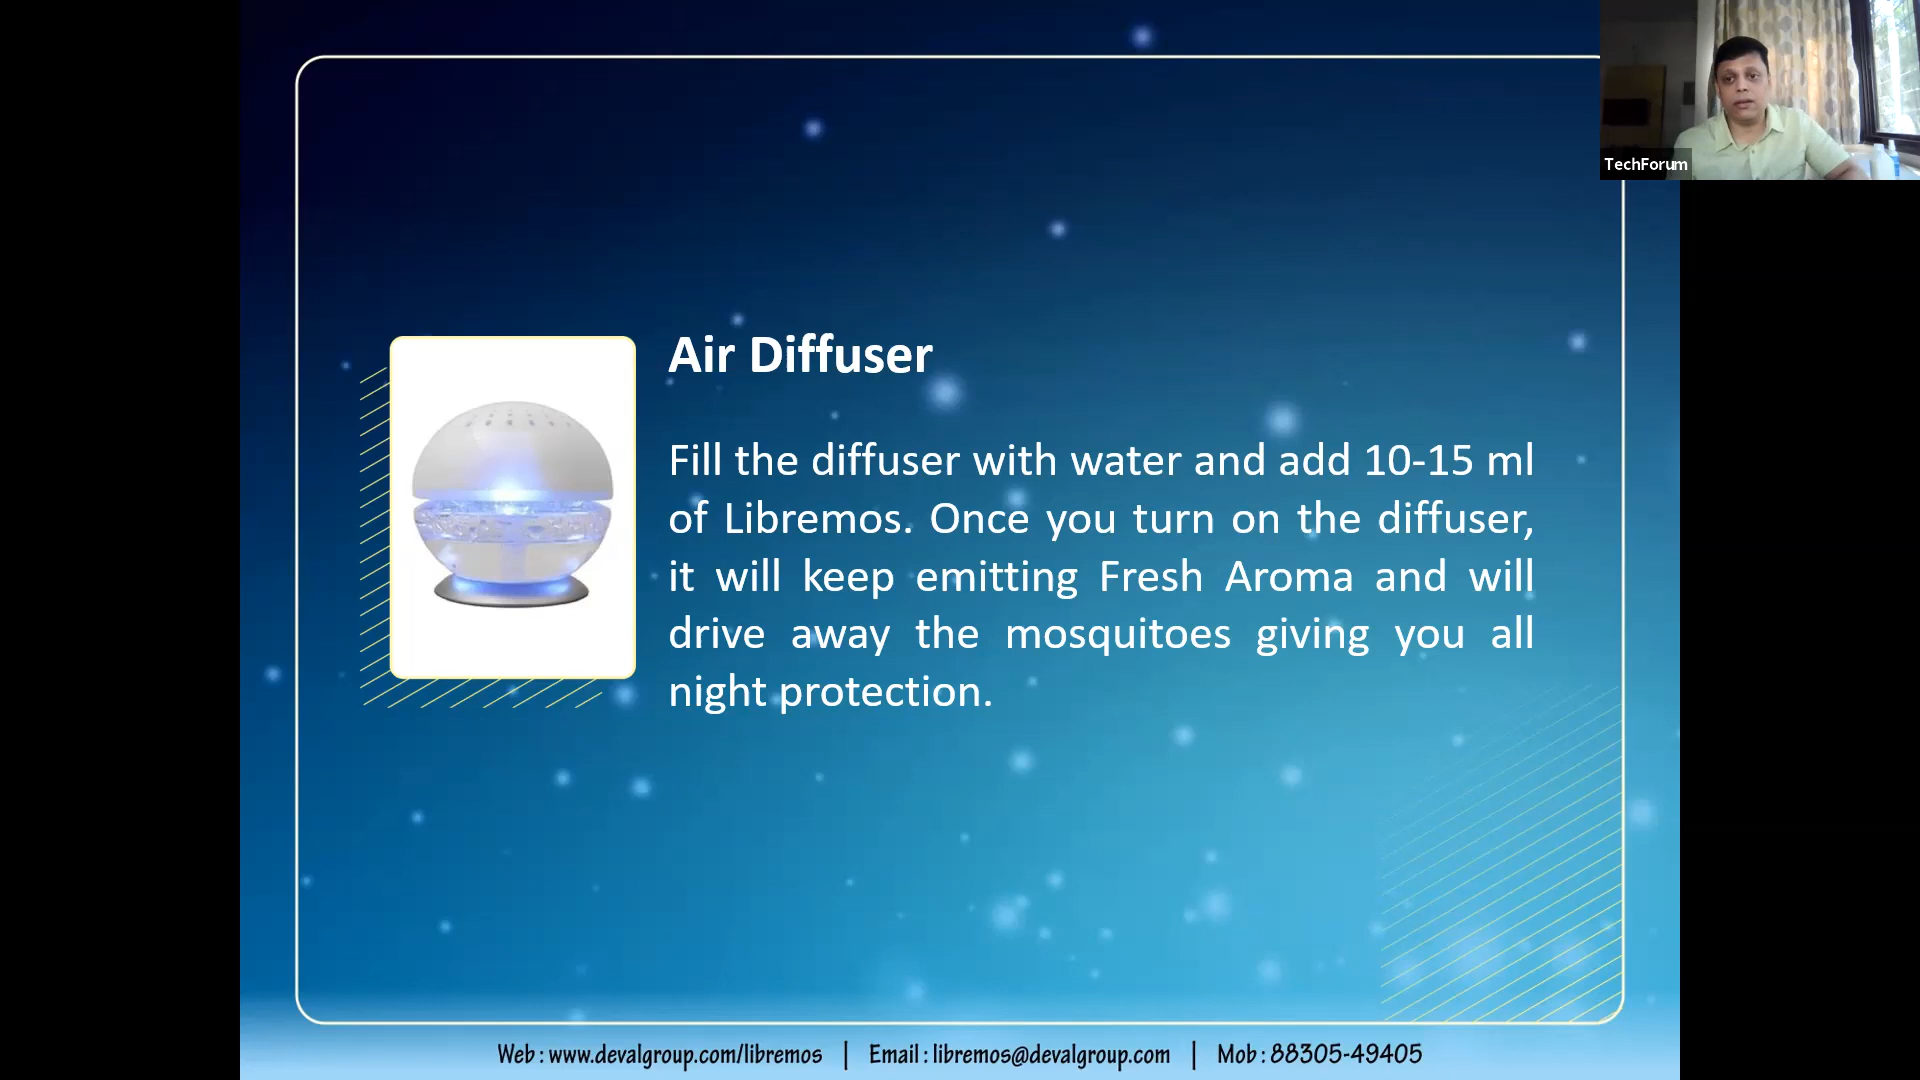 TechForum
Air Diffuser
Fill the diffuser with water and add 10-15 ml
of Libremos. Once you turn on the diffuser,
it will keep emitting Fresh Aroma and will
drive away the mosquitoes giving you all
night protection.
Web : www.devalgroup.com/libremos | Email : libremos@devalgroup.com | Mob : 88305-49405